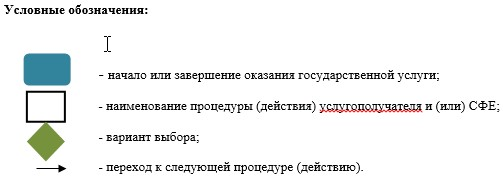 Условные обозначения:
- начало или завершение оказания государственной услуги;
- наименование процедуры (действия) услугополучателя и (или) СФЕ;
- вариант выбора;
- переход к следующей процедуре (действию).